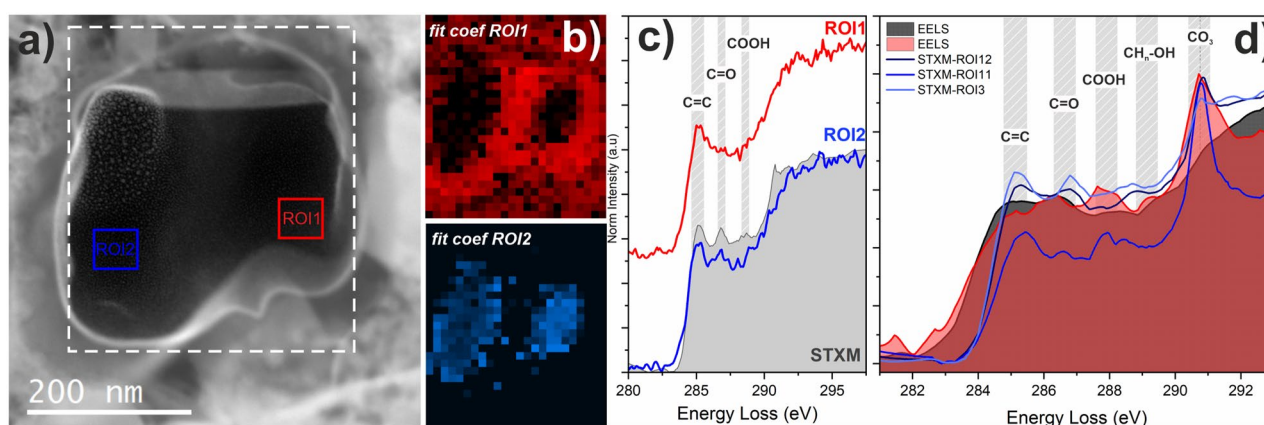 a)
ROI2
ROI1
200 nm
fit coef ROI1
b)
fit coef ROI2
c)
ROI1
COOH
C=O
C=C
ROI2
STXM
Norm Intensity (a.u)
280 285 290 295
Energy Loss (eV)
d)
EELS
EELS
STXM-ROI12
STXM-ROI11
STXM-ROI3
C=C
C=O
COOH
CHn-OH
CO3
282 284 286 288 290 292
Energy Loss (eV)